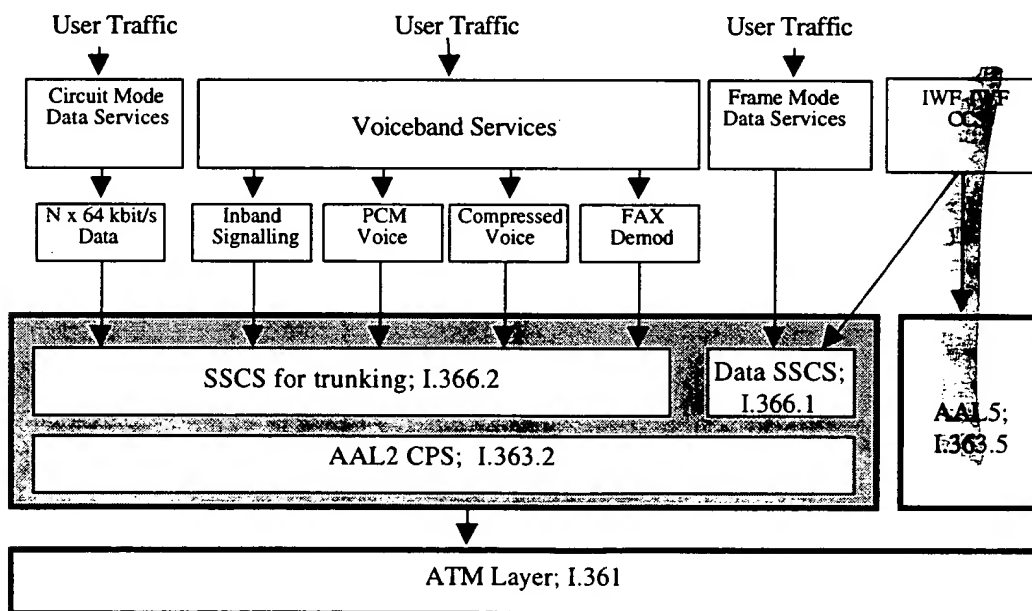 User Traffic
User Traffic
User Traffic
Circuit Mode
Data Services
Voiceband Services
Frame Mode
Data Services
IWF-IWF
N x 64 kbit/s
Data
Inband
Signalling
PCM
Voice
Compressed
Voice
FAX
Demod
SSCS for trunking; I.366.2
Data SSCS;
I.366.1
AAL2 CPS; I.363.2
AAL5;
I.363.5
ATM Layer; I.361